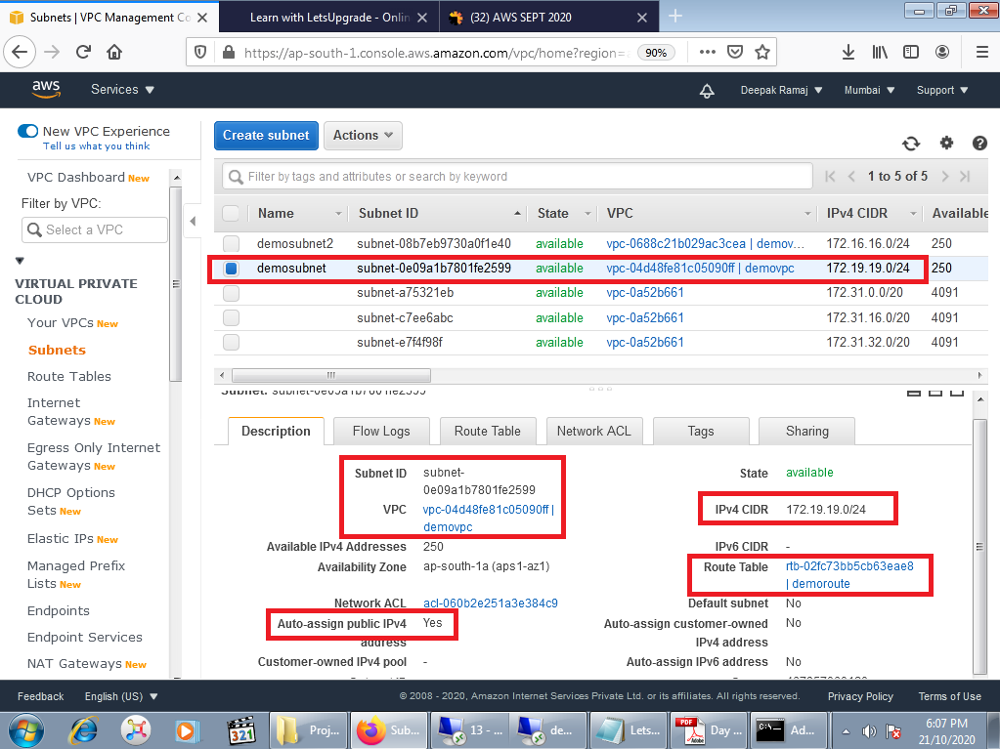 Subnets | VPC Management Co
Learn with LetsUpgrade - Onlin
(32) AWS SEPT 2020
https://ap-south-1.console.aws.amazon.com/vpc/home?region=
90%
aws
Services
Deepak Ramaj
Mumbai
Support
New VPC Experience
Tell us what you think
Create subnet
Actions
VPC Dashboard New
Filter by VPC:
Select a VPC
Filter by tags and attributes or search by keyword
1 to 5 of 5
Name Subnet ID State VPC IPv4 CIDR Available
demosubnet2 subnet-08b7eb9730a0f1e40 available vpc-0688c21b029ac3cea | demov... 172.16.16.0/24 250
demosubnet subnet-0e09a1b7801fe2599 available vpc-04d48fe81c05090ff | demovpc 172.19.19.0/24 250
subnet-a75321eb available vpc-0a52b661 172.31.0.0/20 4091
subnet-c7ee6abc available vpc-0a52b661 172.31.16.0/20 4091
subnet-e7f4f98f available vpc-0a52b661 172.31.32.0/20 4091
VIRTUAL PRIVATE
CLOUD
Your VPCs New
Subnets
Route Tables
Internet
Gateways New
Egress Only Internet
Gateways New
DHCP Options
Sets New
Elastic IPs New
Managed Prefix
Lists New
Endpoints
Endpoint Services
NAT Gateways New
Subnet: subnet-0e09a1b7801fe2599
Description Flow Logs Route Table Network ACL Tags Sharing
Subnet ID subnet-
0e09a1b7801fe2599
VPC vpc-04d48fe81c05090ff |
demovpc
Available IPv4 Addresses 250
Availability Zone ap-south-1a (aps1-az1)
Network ACL acl-060b2e251a3e384c9
Auto-assign public IPv4 Yes
address
Customer-owned IPv4 pool -
State available
IPv4 CIDR 172.19.19.0/24
IPv6 CIDR -
Route Table rtb-02fc73bb5cb63eae8
| demoroute
Default subnet No
Auto-assign customer-owned No
IPv4 address
Auto-assign IPv6 address No
Feedback
English (US)
© 2008 - 2020, Amazon Internet Services Private Ltd. or its affiliates. All rights reserved.
Privacy Policy
Terms of Use
321
Proj...
Sub...
13 - ...
de...
Lets...
PDF
Adobe
Day ...
C:\
Ad...
6:07 PM
21/10/2020